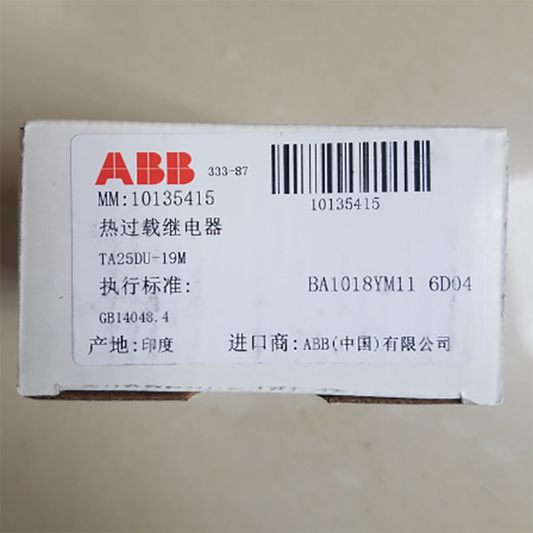 ABB 333-87
MM:10135415
10135415
热过载继电器
TA25DU-19M
执行标准: BA1018YM11 6D04
GB14048.4
产地:印度 进口商:ABB(中国)有限公司